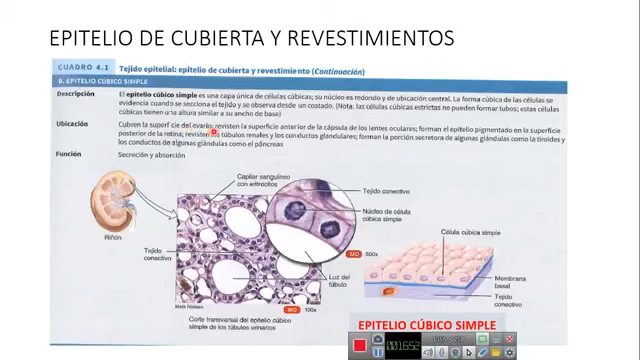 EPITELIO DE CUBIERTA Y REVESTIMIENTOS
CUADRO 4.1 Tejido epitelial: epitelio de cubierta y revestimiento (Continuación)
B. EPITELIO CÚBICO SIMPLE
Descripción El epitelio cúbico simple es una capa única de células cúbicas; su núcleo es redondo y de ubicación central. La forma cúbica de las células se
evidencia cuando se secciona el tejido y se observa desde un costado. (Nota: las células cúbicas estrictas no pueden formar tubos; estas células
cúbicas tienen una altura similar a su ancho de base)
Ubicación Cubren la superficie del ovario; revisten la superficie anterior de la cápsula de los lentes oculares; forman el epitelio pigmentado en la superficie
posterior de la retina; revisten los túbulos renales y los conductos glandulares; forman la porción secretora de algunas glándulas como la tiroides y
los conductos de algunas glándulas como el páncreas
Función Secreción y absorción
Capilar sanguíneo
con eritrocitos
Tejido conectivo
Núcleo de célula
cúbica simple
Riñón
Tejido
conectivo
MO 500x
Luz del
túbulo
Célula cúbica simple
Membrana
basal
Tejido
conectivo
Mark Nielsen
MO 100x
Corte transversal del epitelio cúbico
simple de los túbulos urinarios
EPITELIO CÚBICO SIMPLE